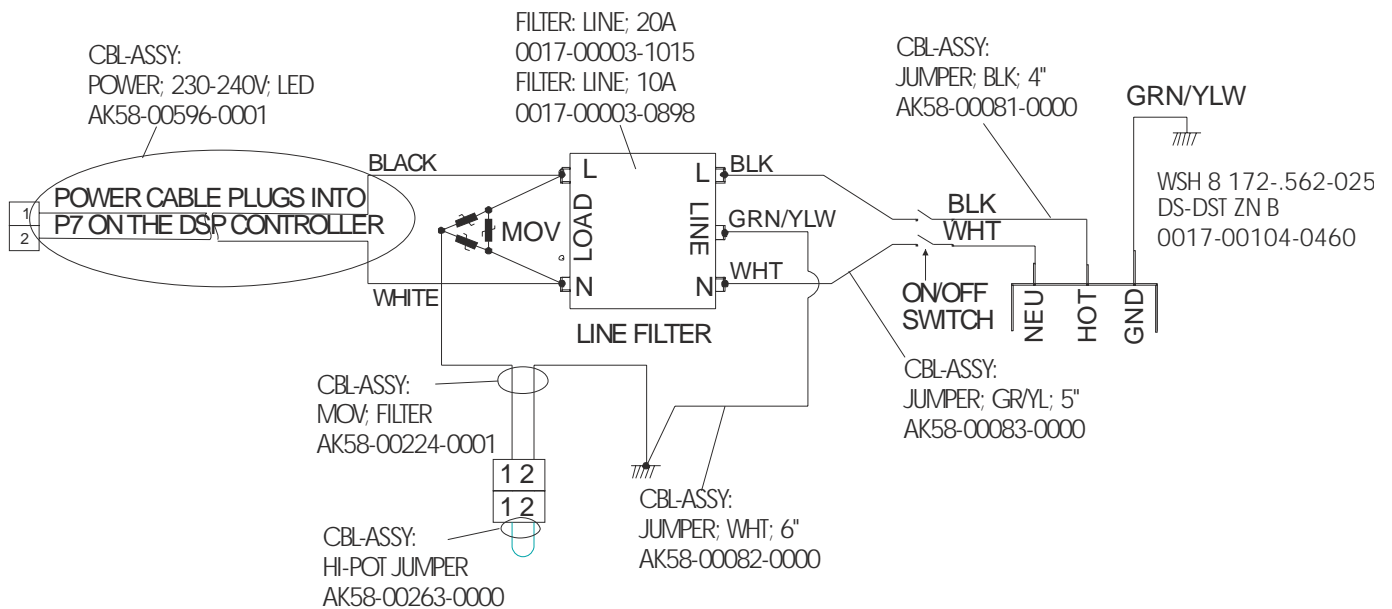 FILTER: LINE; 20A
0017-00003-1015
FILTER: LINE; 10A
0017-00003-0898
CBL-ASSY:
POWER; 230-240V; LED
AK58-00596-0001
CBL-ASSY:
JUMPER; BLK; 4"
AK58-00081-0000
GRN/YLW
WSH 8 172-.562-025
DS-DST ZN B
0017-00104-0460
BLACK
POWER CABLE PLUGS INTO
P7 ON THE DSP CONTROLLER
1
2
WHITE
MOV
L
LOAD
N
L
LINE
N
LINE FILTER
BLK
GRN/YLW
WHT
BLK
WHT
ON/OFF
SWITCH
NEU
HOT
GND
CBL-ASSY:
JUMPER; GR/YL; 5"
AK58-00083-0000
CBL-ASSY:
MOV; FILTER
AK58-00224-0001
1 2
1 2
CBL-ASSY:
HI-POT JUMPER
AK58-00263-0000
CBL-ASSY:
JUMPER; WHT; 6"
AK58-00082-0000